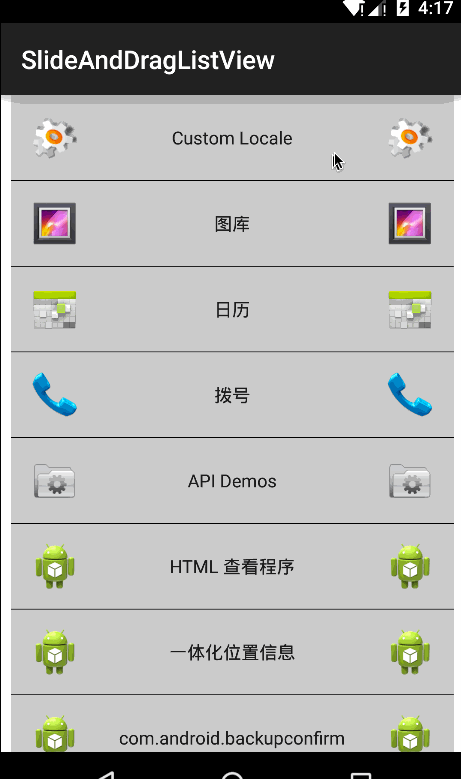 4:17
SlideAndDragListView
Custom Locale
图库
日历
拨号
API Demos
HTML 查看程序
一体化位置信息
com.android.backupconfirm